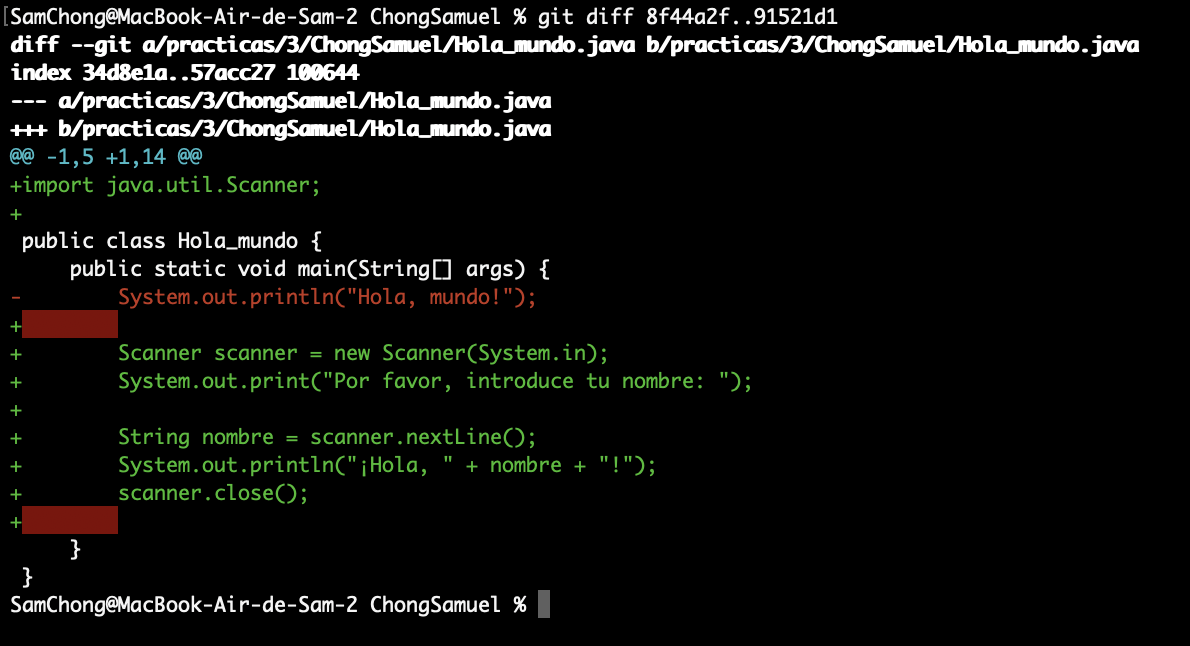 SamChong@MacBook-Air-de-Sam-2 ChongSamuel % git diff 8f44a2f..91521d1
diff --git a/practicas/3/ChongSamuel/Hola_mundo.java b/practicas/3/ChongSamuel/Hola_mundo.java
index 34d8e1a..57acc27 100644
--- a/practicas/3/ChongSamuel/Hola_mundo.java
+++ b/practicas/3/ChongSamuel/Hola_mundo.java
@@ -1,5 +1,14 @@
+import java.util.Scanner;
+
 public class Hola_mundo {
     public static void main(String[] args) {
-        System.out.println("Hola, mundo!");
+
+        Scanner scanner = new Scanner(System.in);
+        System.out.print("Por favor, introduce tu nombre: ");
+
+        String nombre = scanner.nextLine();
+        System.out.println("¡Hola, " + nombre + "!");
+        scanner.close();
+
     }
 }
SamChong@MacBook-Air-de-Sam-2 ChongSamuel %